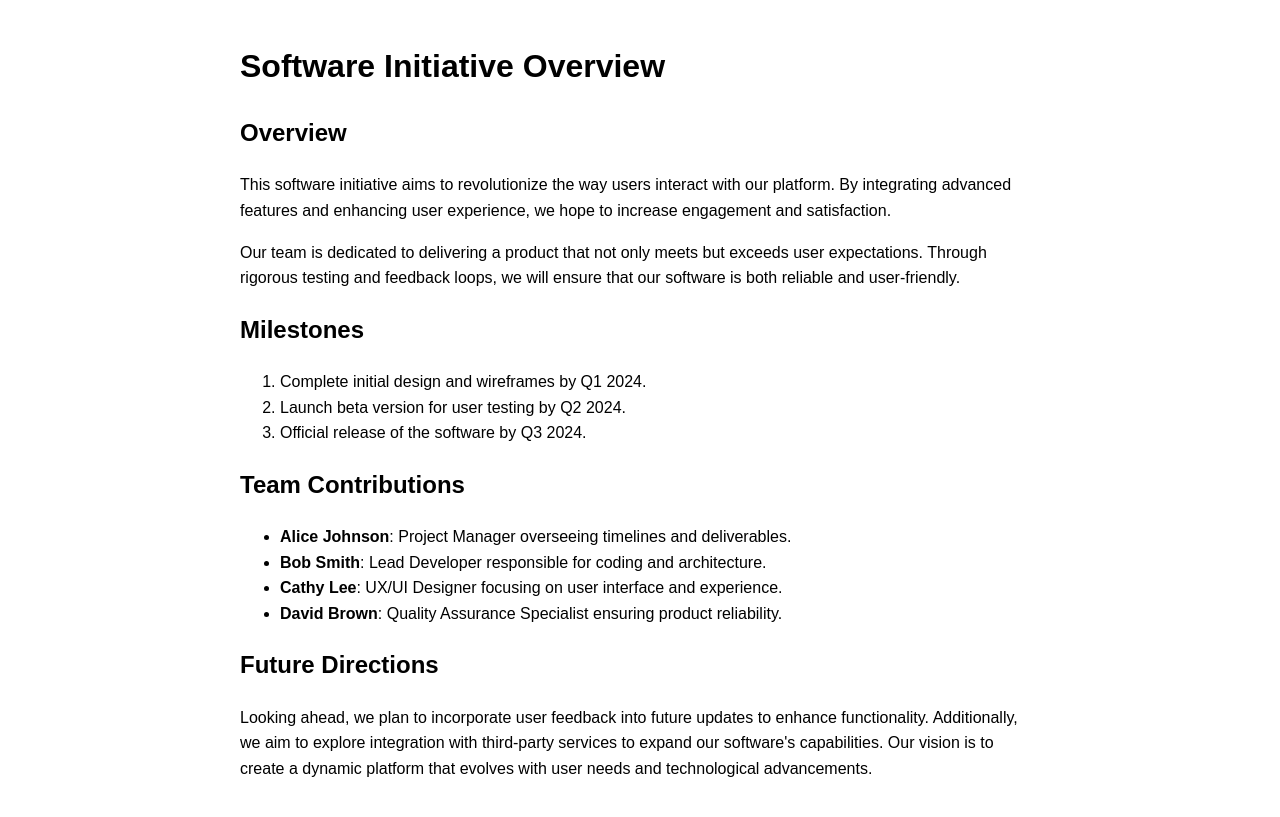 Software Initiative Overview
Overview
This software initiative aims to revolutionize the way users interact with our platform. By integrating advanced
features and enhancing user experience, we hope to increase engagement and satisfaction.
Our team is dedicated to delivering a product that not only meets but exceeds user expectations. Through
rigorous testing and feedback loops, we will ensure that our software is both reliable and user-friendly.
Milestones
1. Complete initial design and wireframes by Q1 2024.
2. Launch beta version for user testing by Q2 2024.
3. Official release of the software by Q3 2024.
Team Contributions
• Alice Johnson: Project Manager overseeing timelines and deliverables.
• Bob Smith: Lead Developer responsible for coding and architecture.
• Cathy Lee: UX/UI Designer focusing on user interface and experience.
• David Brown: Quality Assurance Specialist ensuring product reliability.
Future Directions
Looking ahead, we plan to incorporate user feedback into future updates to enhance functionality. Additionally,
we aim to explore integration with third-party services to expand our software's capabilities. Our vision is to
create a dynamic platform that evolves with user needs and technological advancements.